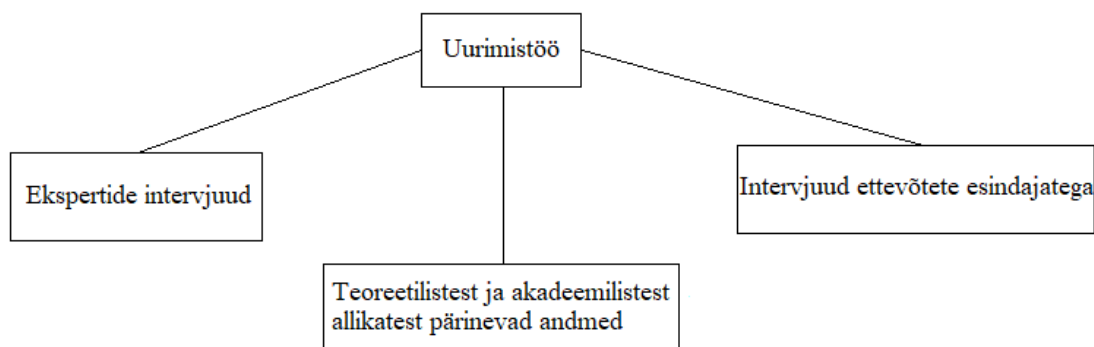 Uurimistöö
Ekspertide intervjuud
Intervjuud ettevõtete esindajatega
Teoreetilistest ja akadeemilistest
allikatest pärinevad andmed